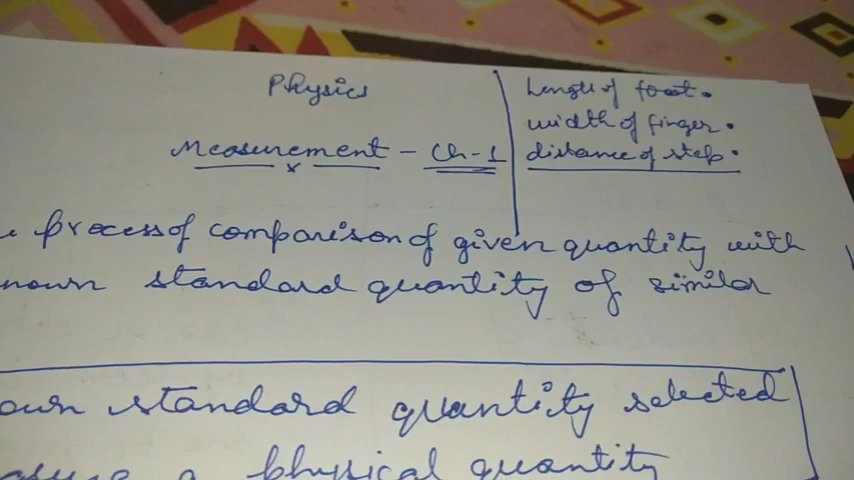 Physics
Measurement - Ch-1
Length of foot.
width of finger.
distance of step.
process of comparison of given quantity with
nown standard quantity of similar
own standard quantity selected
a physical quantity